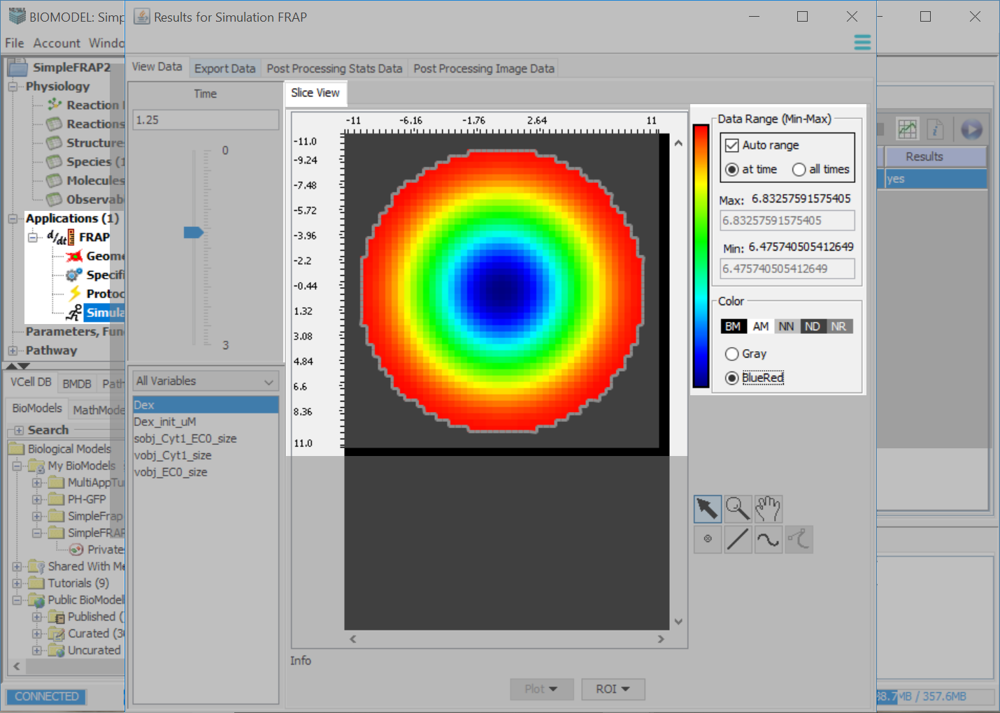 BIOMODEL: Simp
File Account Windo
SimpleFRAP2
Physiology
Reaction
Reactions
Structure
Species (1
Molecules
Observab
Applications (1)
d/dt FRAP
Geome
Specifi
Protoc
Simula
Parameters, Fun
Pathway
VCell DB BMDB Path
BioModels MathMode
Search
Biological Models
My BioModels
MultiAppTu
PH-GFP
SimpleFrap
SimpleFRAP
Private
Shared With Me
Tutorials (9)
Public BioModel
Published (
Curated (30
Uncurated
CONNECTED
Results for Simulation FRAP
View Data Export Data Post Processing Stats Data Post Processing Image Data
Time
1.25
0
3
All Variables
Dex
Dex_init_uM
sobj_Cyt1_EC0_size
vobj_Cyt1_size
vobj_EC0_size
Slice View
-11 -6.16 -1.76 2.64 11
-11.0
-9.24
-7.48
-5.72
-3.96
-2.2
-0.44
1.32
3.08
4.84
6.6
8.36
11.0
Data Range (Min-Max)
Auto range
at time all times
Max: 6.83257591575405
6.83257591575405
Min: 6.475740505412649
6.475740505412649
Color
BM AM NN ND NR
Gray
BlueRed
Info
Plot ROI
Results
yes
38.7MB / 357.6MB